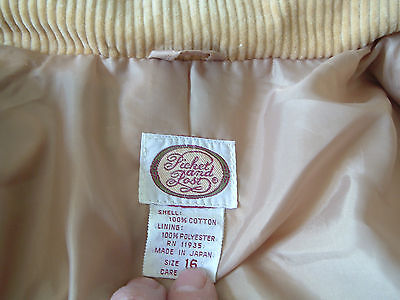 Picket
and
Post®
SHELL:
100% COTTON
LINING:
100% POLYESTER
RN 11935
MADE IN JAPAN
SIZE 16
CARE